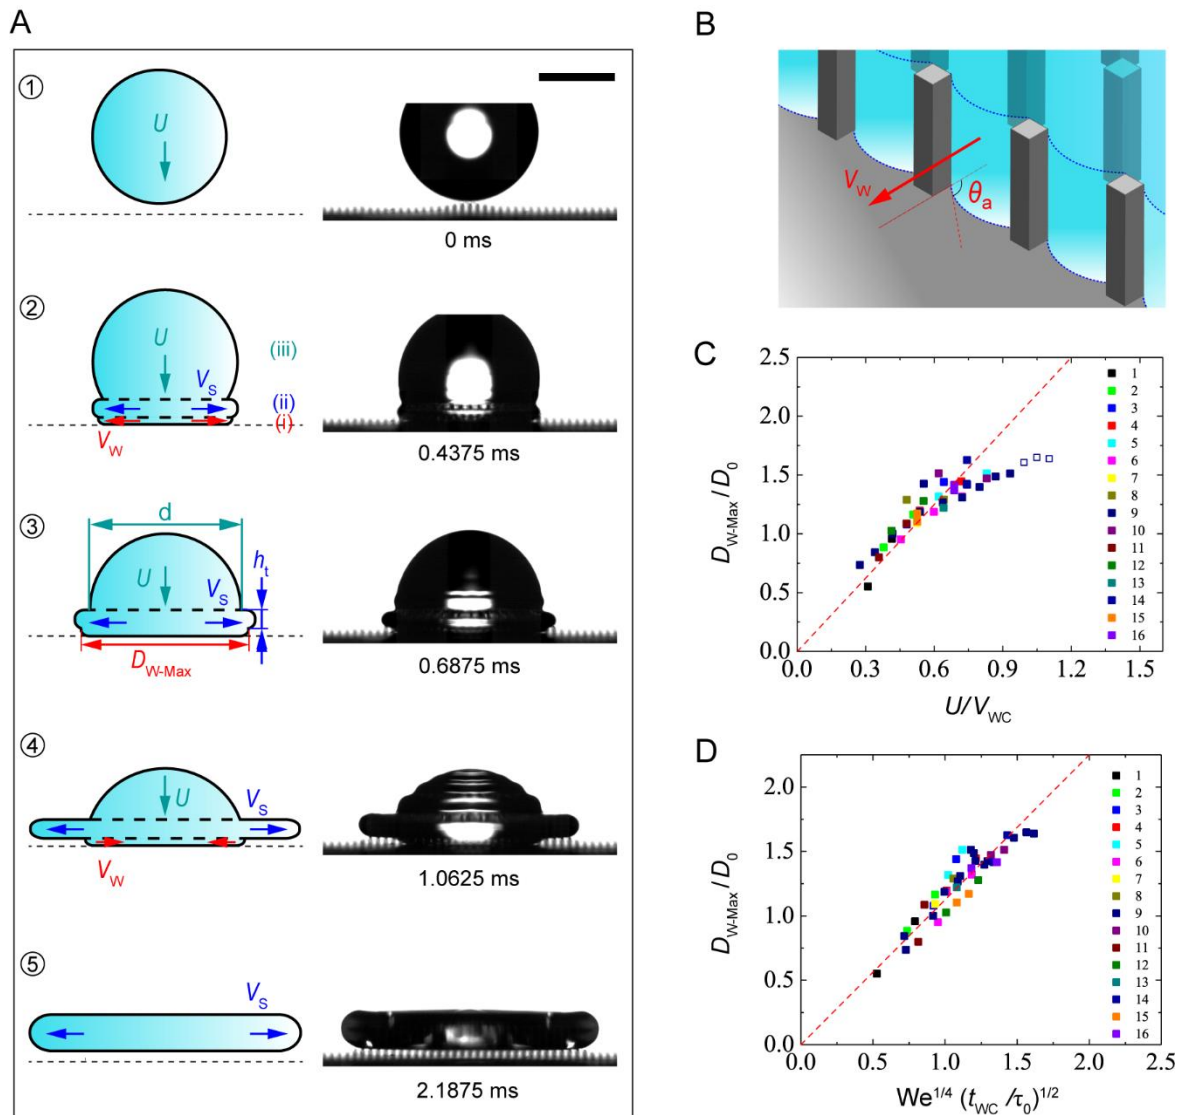 A
①
U
0 ms
②
U
(iii)
V_S
(ii)
(i)
V_W
0.4375 ms
③
d
U
V_S
h_t
D_W-Max
0.6875 ms
④
U
V_S
V_W
1.0625 ms
⑤
V_S
2.1875 ms
B
V_W
θ_a
C
D_W-Max / D_0
2.5
2.0
1.5
1.0
0.5
0.0
0.0 0.3 0.6 0.9 1.2 1.5
U/V_WC
1
2
3
4
5
6
7
8
9
10
11
12
13
14
15
16
D
D_W-Max / D_0
2.0
1.5
1.0
0.5
0.0
0.0 0.5 1.0 1.5 2.0 2.5
We^1/4 (t_WC /τ_0)^1/2
1
2
3
4
5
6
7
8
9
10
11
12
13
14
15
16